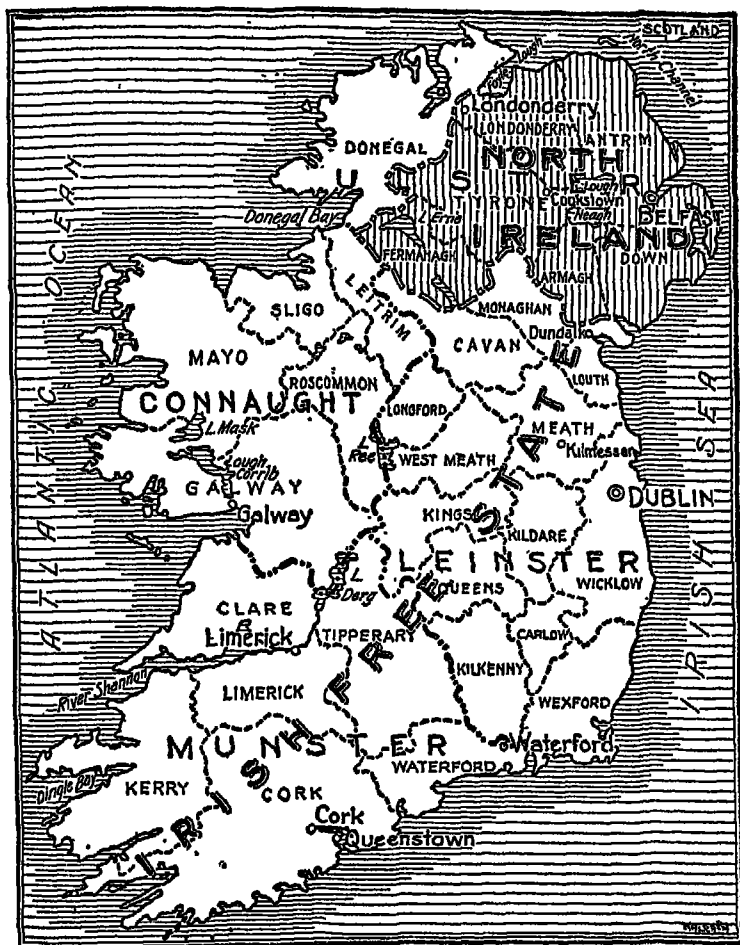 SCOTLAND
North Channel
Foyle Lough
Londonderry
LONDONDERRY
ANTRIM
DONEGAL
NORTH
ULSTER
Lough
TYRONE
Cookstown
Neagh
BELFAST
Donegal Bay
L Erne
IRELAND
DOWN
FERMANAGH
ARMAGH
ATLANTIC OCEAN
LEITRIM
MONAGHAN
SLIGO
Dundalk
CAVAN
MAYO
LOUTH
ROSCOMMON
CONNAUGHT
LONGFORD
L Mask
MEATH
Kilmessan
L Ree
WEST MEATH
Lough Corrib
GALWAY
Galway
DUBLIN
KINGS
KILDARE
LEINSTER
L Derg
QUEENS
WICKLOW
IRISH SEA
CLARE
Limerick
TIPPERARY
CARLOW
River Shannon
KILKENNY
LIMERICK
WEXFORD
MUNSTER
Waterford
WATERFORD
Dingle Bay
KERRY
CORK
Cork
Queenstown
IRISH FREE STATE